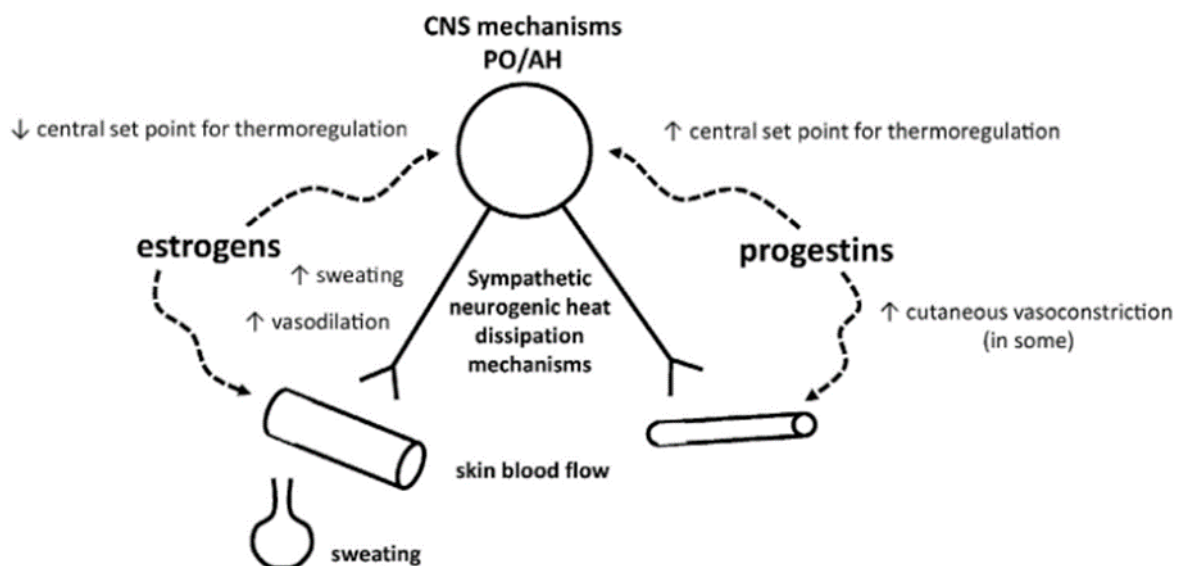 CNS mechanisms
PO/AH
↓ central set point for thermoregulation
↑ central set point for thermoregulation
estrogens
progestins
↑ sweating
↑ vasodilation
Sympathetic
neurogenic heat
dissipation
mechanisms
↑ cutaneous vasoconstriction
(in some)
skin blood flow
sweating